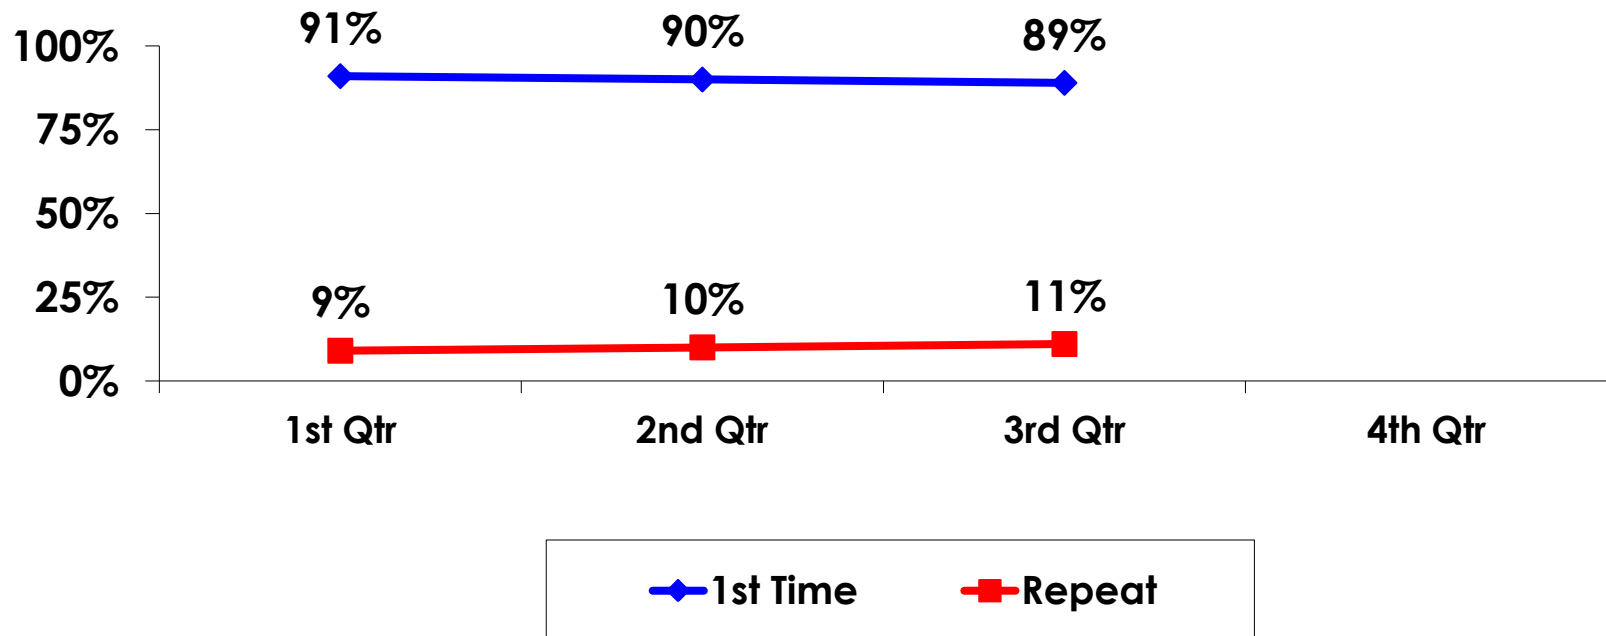 91% 90% 89%
100%
75%
50%
25%
9% 10% 11%
0%
1st Qtr 2nd Qtr 3rd Qtr 4th Qtr
1st Time Repeat